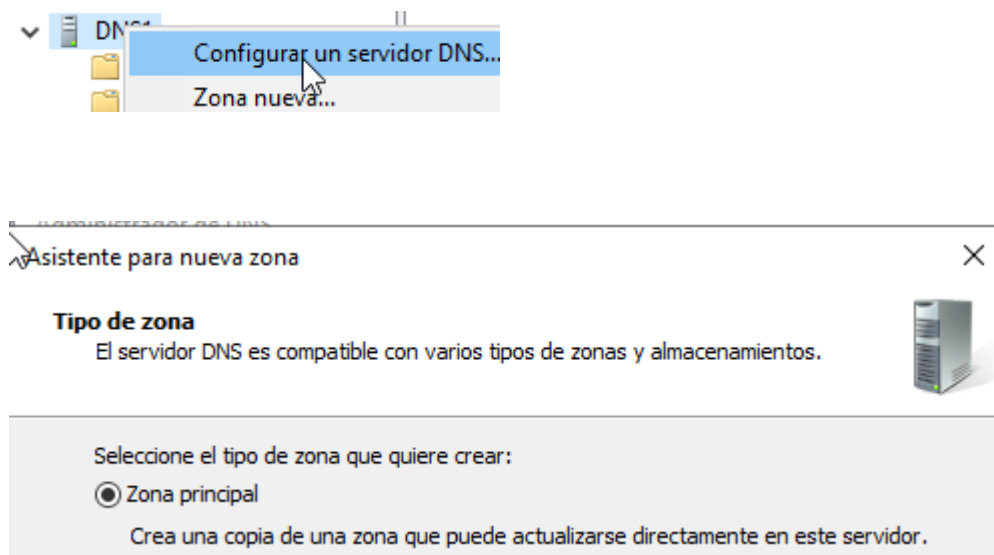 Configurar un servidor DNS...
Zona nueva...
Asistente para nueva zona
Tipo de zona
El servidor DNS es compatible con varios tipos de zonas y almacenamientos.
Seleccione el tipo de zona que quiere crear:
Zona principal
Crea una copia de una zona que puede actualizarse directamente en este servidor.